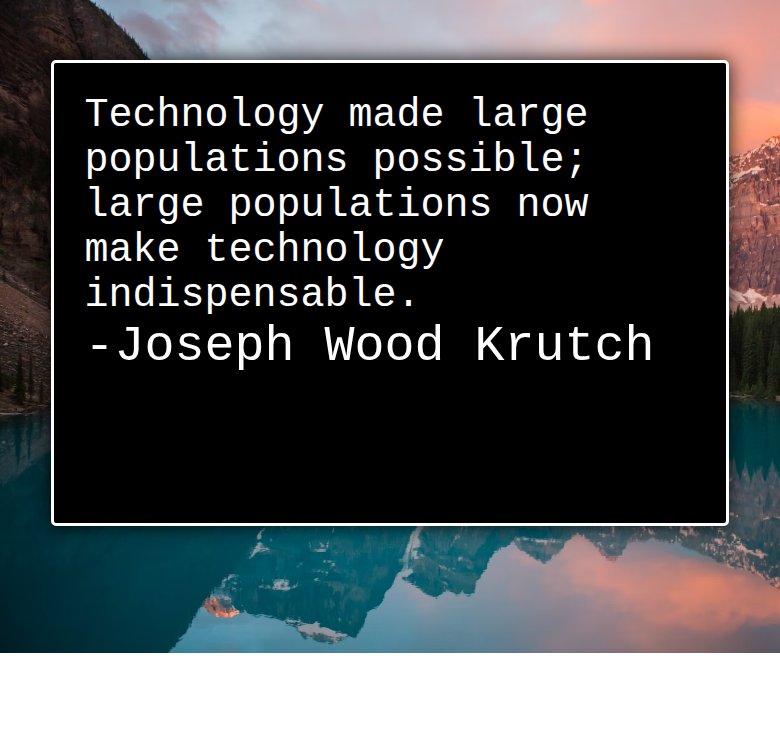 Technology made large
populations possible;
large populations now
make technology
indispensable.
-Joseph Wood Krutch